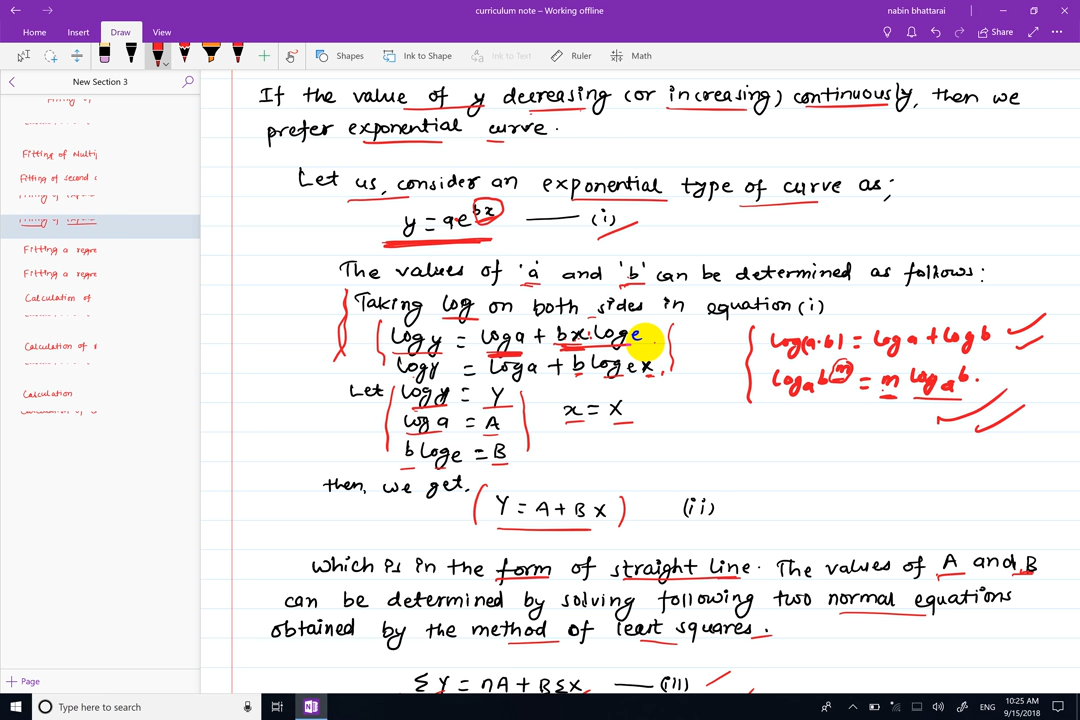 curriculum note – Working offline
nabin bhattarai
Home Insert Draw View
Share
Shapes Ink to Shape Ink to Text Ruler Math
New Section 3
Fitting of
Fitting of Multip
Fitting of second c
Fitting a regre
Fitting a regre
Calculation of
Calculation of
Calculation
Page
If the value of y decreasing (or increasing) continuously, then we
prefer exponential curve.
Let us, consider an exponential type of curve as;
y = ae^bx —— (i)
The values of 'a' and 'b' can be determined as follows:
Taking log on both sides in equation (i)
log y = log a + bx. log e
log y = log a + b log e x.
Let log y = Y
x = X
log a = A
b log e = B
then, we get.
Y = A + B X (ii)
which is in the form of straight line. The values of A and B
can be determined by solving following two normal equations
obtained by the method of least squares.
Σ Y = nA + B Σ X —— (iii)
log(a·b) = log a + log b
log_a b^m = m log_a b.
Type here to search
ENG
10:25 AM
9/15/2018